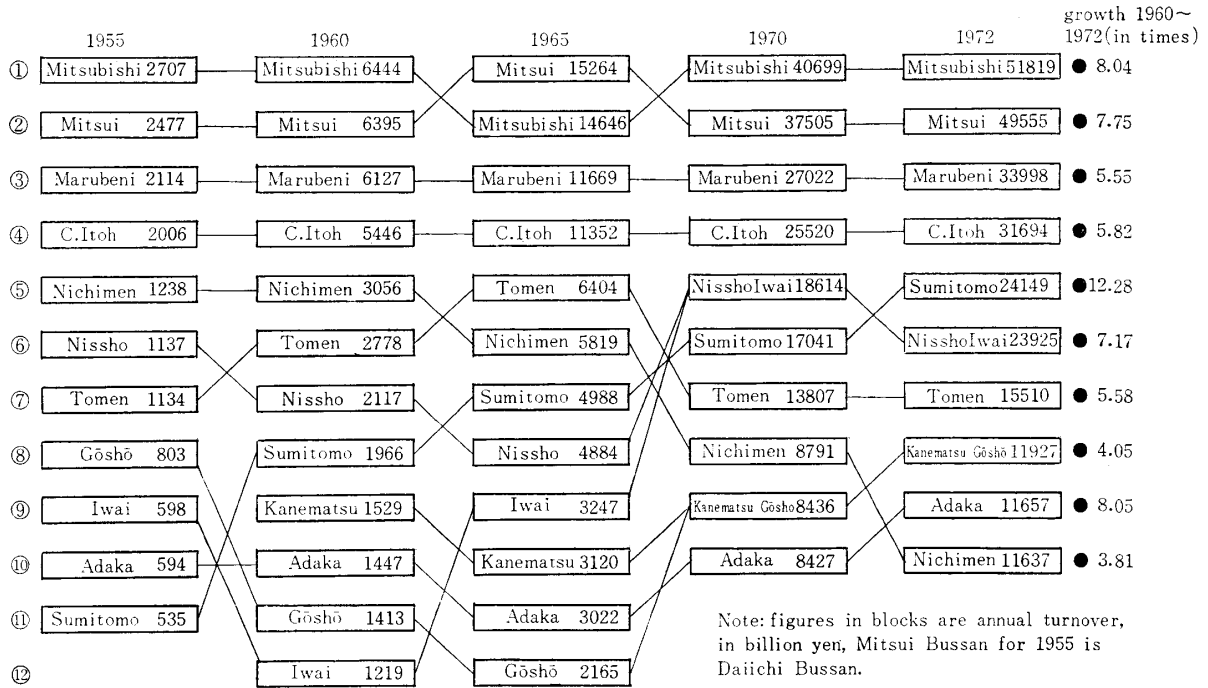 growth 1960~
1955 1960 1965 1970 1972 1972(in times)
① Mitsubishi 2707 Mitsubishi 6444 Mitsui 15264 Mitsubishi 40699 Mitsubishi 51819 ● 8.04
② Mitsui 2477 Mitsui 6395 Mitsubishi 14646 Mitsui 37505 Mitsui 49555 ● 7.75
③ Marubeni 2114 Marubeni 6127 Marubeni 11669 Marubeni 27022 Marubeni 33998 ● 5.55
④ C.Itoh 2006 C.Itoh 5446 C.Itoh 11352 C.Itoh 25520 C.Itoh 31694 ● 5.82
⑤ Nichimen 1238 Nichimen 3056 Tomen 6404 NisshoIwai 18614 Sumitomo 24149 ● 12.28
⑥ Nissho 1137 Tomen 2778 Nichimen 5819 Sumitomo 17041 NisshoIwai 23925 ● 7.17
⑦ Tomen 1134 Nissho 2117 Sumitomo 4988 Tomen 13807 Tomen 15510 ● 5.58
⑧ Gōshō 803 Sumitomo 1966 Nissho 4884 Nichimen 8791 Kanematsu Gōshō 11927 ● 4.05
⑨ Iwai 598 Kanematsu 1529 Iwai 3247 Kanematsu Gōsho 8436 Adaka 11657 ● 8.05
⑩ Adaka 594 Adaka 1447 Kanematsu 3120 Adaka 8427 Nichimen 11637 ● 3.81
⑪ Sumitomo 535 Gōshō 1413 Adaka 3022
⑫ Iwai 1219 Gōshō 2165
Note: figures in blocks are annual turnover,
in billion yen, Mitsui Bussan for 1955 is
Daiichi Bussan.